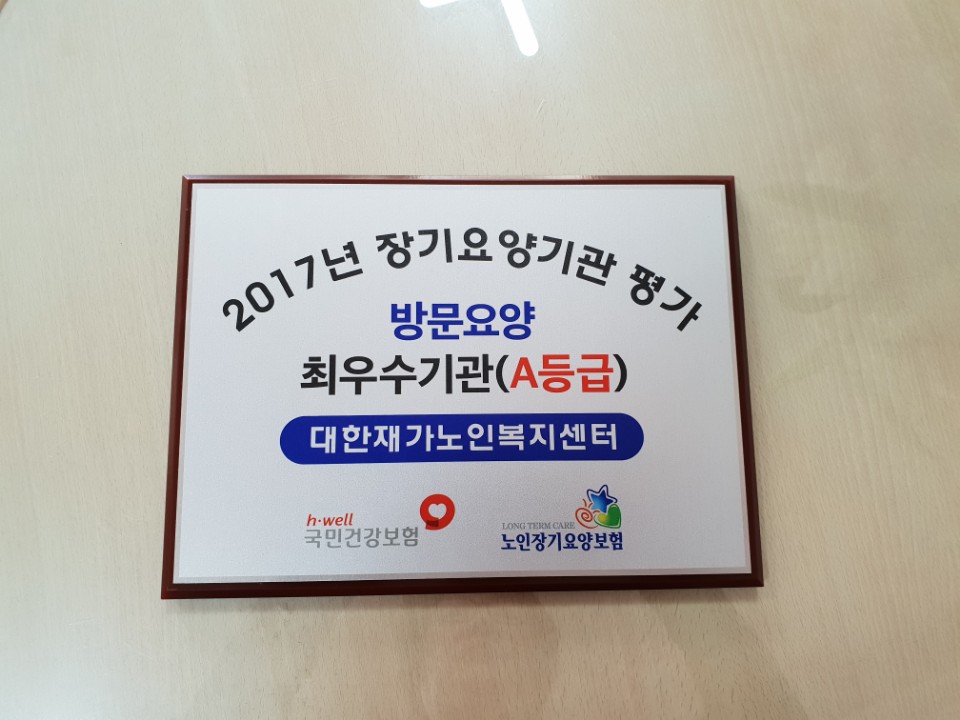 2017년 장기요양기관 평가
방문요양
최우수기관(A등급)
대한재가노인복지센터
h·well
국민건강보험
LONG TERM CARE
노인장기요양보험